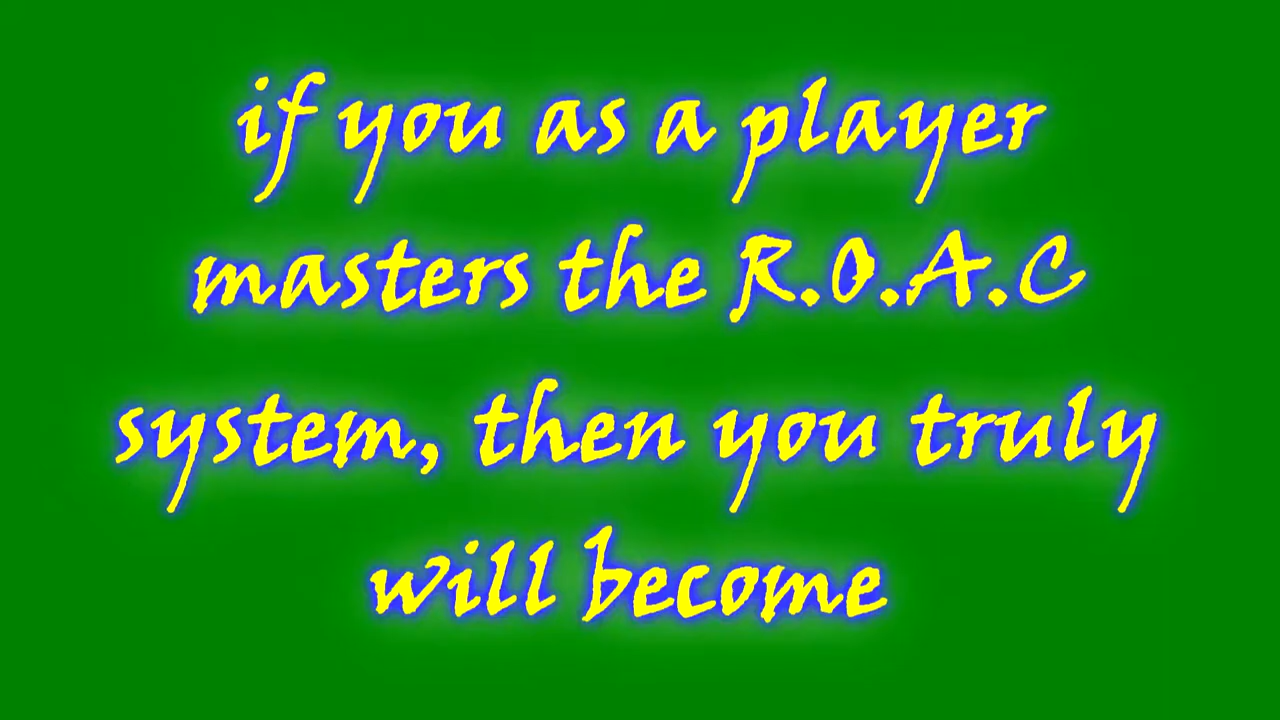 if you as a player
masters the R.O.A.C
system, then you truly
will become